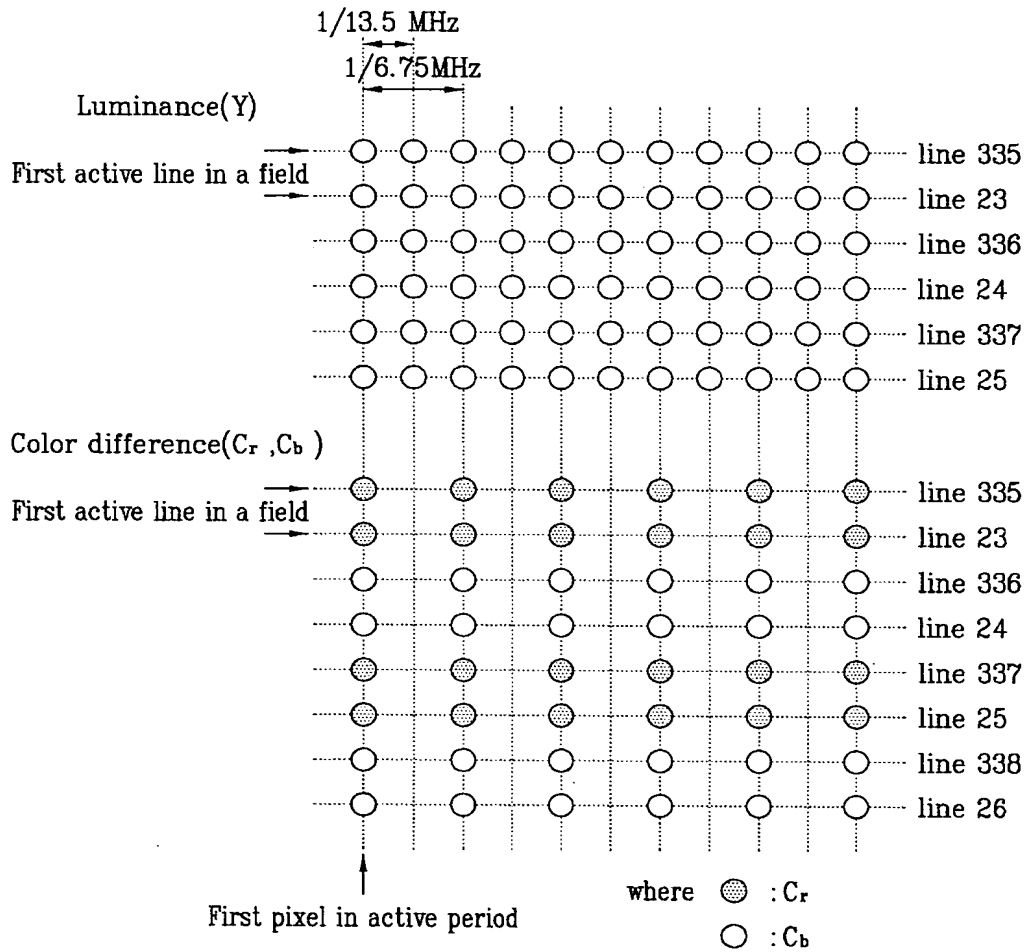 1/13.5 MHz
1/6.75MHz
Luminance(Y)
line 335
First active line in a field
line 23
line 336
line 24
line 337
line 25
Color difference(Cr ,Cb )
line 335
First active line in a field
line 23
line 336
line 24
line 337
line 25
line 338
line 26
First pixel in active period
where : Cr
: Cb